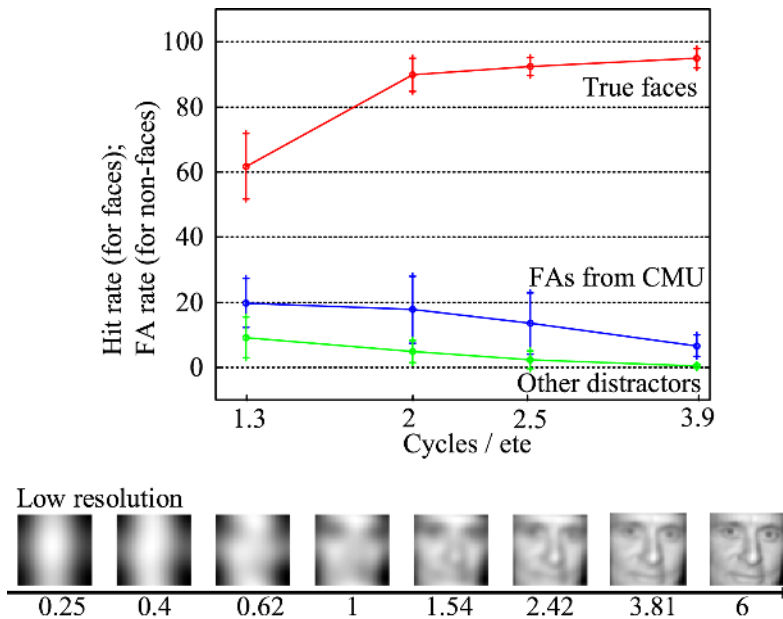 100
80
60
40
20
0
Hit rate (for faces);
FA rate (for non-faces)
True faces
FAs from CMU
Other distractors
1.3 2 2.5 3.9
Cycles / ete
Low resolution
0.25 0.4 0.62 1 1.54 2.42 3.81 6